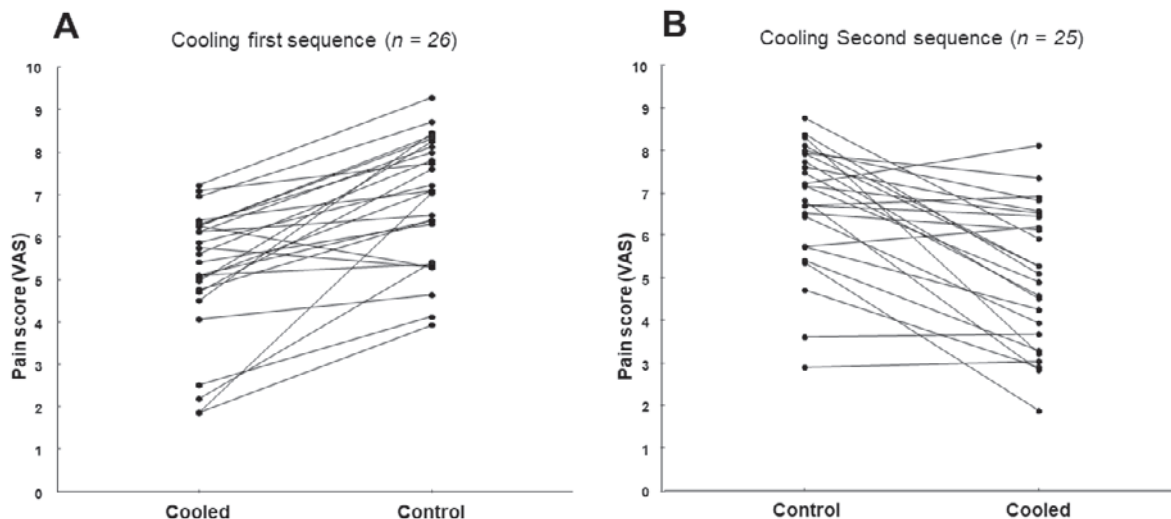 A
Cooling first sequence (n = 26)
Pain score (VAS)
10
9
8
7
6
5
4
3
2
1
0
Cooled
Control
B
Cooling Second sequence (n = 25)
Pain score (VAS)
10
9
8
7
6
5
4
3
2
1
0
Control
Cooled